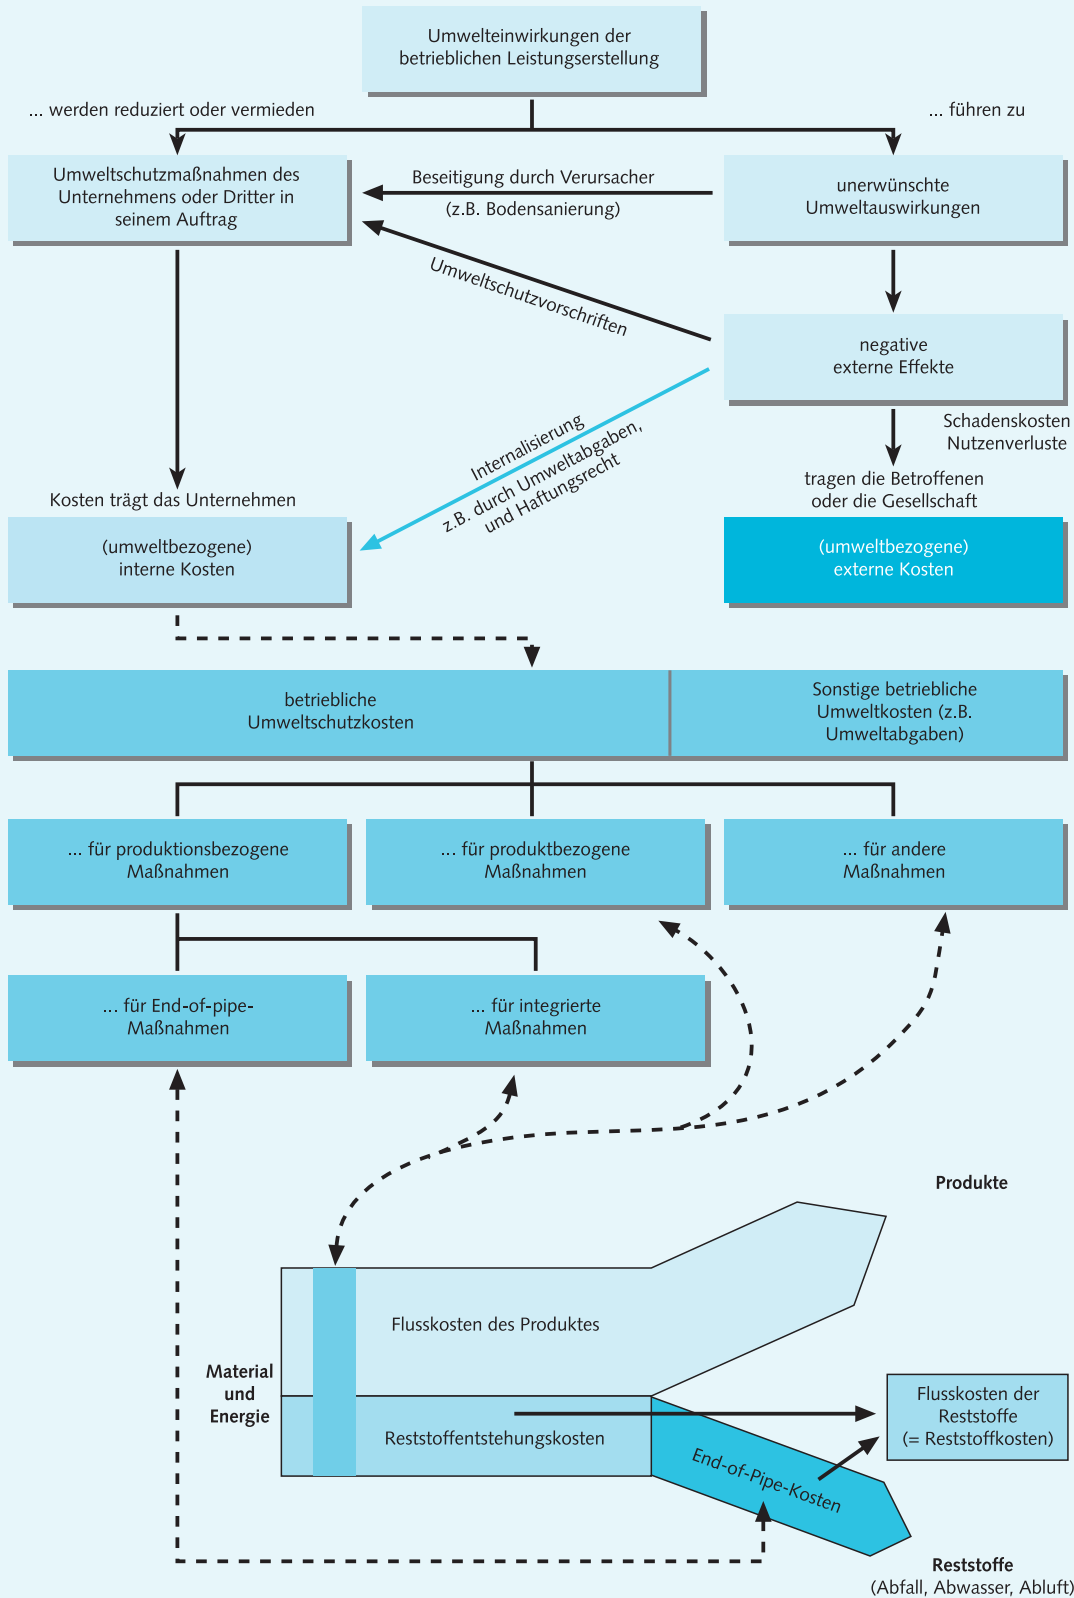 Umwelteinwirkungen der
betrieblichen Leistungserstellung
... werden reduziert oder vermieden
... führen zu
Umweltschutzmaßnahmen des
Unternehmens oder Dritter in
seinem Auftrag
Beseitigung durch Verursacher
(z.B. Bodensanierung)
unerwünschte
Umweltauswirkungen
Umweltschutzvorschriften
negative
externe Effekte
Schadenskosten
Nutzenverluste
Internalisierung
z.B. durch Umweltabgaben,
und Haftungsrecht
Kosten trägt das Unternehmen
tragen die Betroffenen
oder die Gesellschaft
(umweltbezogene)
interne Kosten
(umweltbezogene)
externe Kosten
betriebliche
Umweltschutzkosten
Sonstige betriebliche
Umweltkosten (z.B.
Umweltabgaben)
... für produktionsbezogene
Maßnahmen
... für produktbezogene
Maßnahmen
... für andere
Maßnahmen
... für End-of-pipe-
Maßnahmen
... für integrierte
Maßnahmen
Produkte
Flusskosten des Produktes
Material
und
Energie
Flusskosten der
Reststoffe
(= Reststoffkosten)
Reststoffentstehungskosten
End-of-Pipe-Kosten
Reststoffe
(Abfall, Abwasser, Abluft)